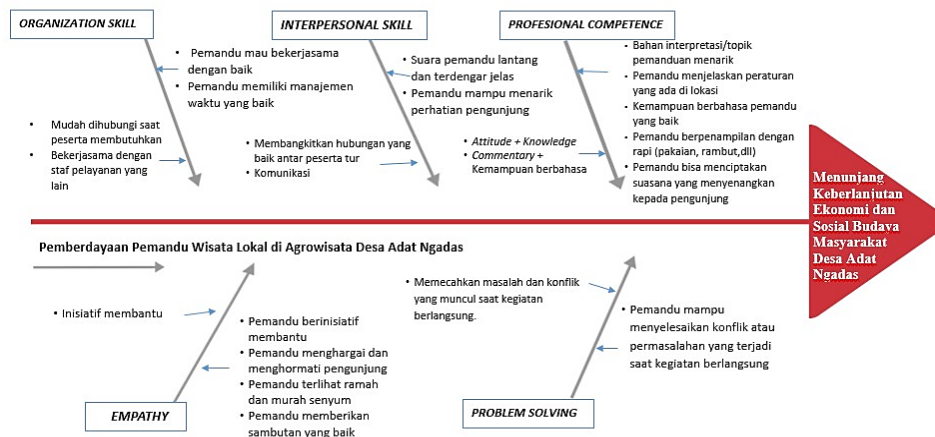 ORGANIZATION SKILL
INTERPERSONAL SKILL
PROFESIONAL COMPETENCE
• Pemandu mau bekerjasama
dengan baik
• Pemandu memiliki manajemen
waktu yang baik
• Mudah dihubungi saat
peserta membutuhkan
• Bekerjasama dengan
staf pelayanan yang
lain
• Suara pemandu lantang
dan terdengar jelas
• Pemandu mampu menarik
perhatian pengunjung
• Membangkitkan hubungan yang
baik antar peserta tur
• Komunikasi
• Bahan interpretasi/topik
pemanduan menarik
• Pemandu menjelaskan peraturan
yang ada di lokasi
• Kemampuan berbahasa pemandu
yang baik
• Pemandu berpenampilan dengan
rapi (pakaian, rambut,dll)
• Pemandu bisa menciptakan
suasana yang menyenangkan
kepada pengunjung
• Attitude + Knowledge
• Commentary +
Kemampuan berbahasa
Menunjang
Keberlanjutan
Ekonomi dan
Sosial Budaya
Masyarakat
Desa Adat
Ngadas
Pemberdayaan Pemandu Wisata Lokal di Agrowisata Desa Adat Ngadas
• Inisiatif membantu
• Pemandu berinisiatif
membantu
• Pemandu menghargai dan
menghormati pengunjung
• Pemandu terlihat ramah
dan murah senyum
• Pemandu memberikan
sambutan yang baik
EMPATHY
• Memecahkan masalah dan konflik
yang muncul saat kegiatan
berlangsung.
• Pemandu mampu
menyelesaikan konflik atau
permasalahan yang terjadi
saat kegiatan berlangsung
PROBLEM SOLVING